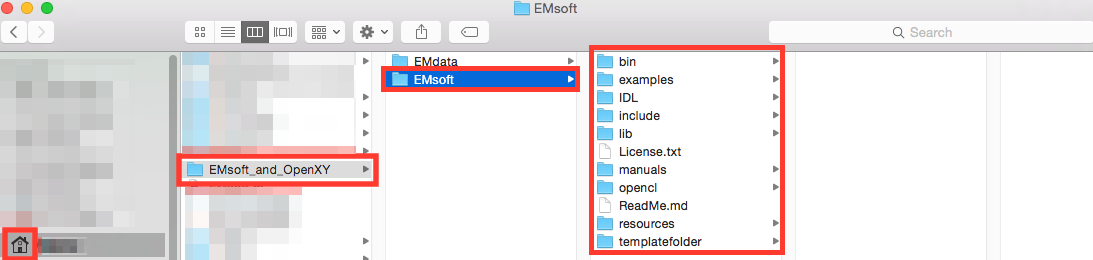 EMsoft
Search
EMsoft_and_OpenXY
EMdata
EMsoft
bin
examples
IDL
include
lib
License.txt
manuals
opencl
ReadMe.md
resources
templatefolder